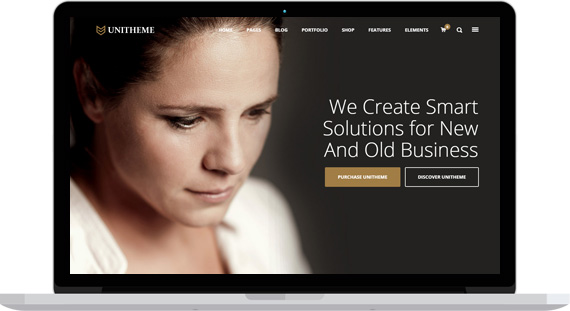 UNITHEME
HOME PAGES BLOG PORTFOLIO SHOP FEATURES ELEMENTS
We Create Smart
Solutions for New
And Old Business
PURCHASE UNITHEME DISCOVER UNITHEME